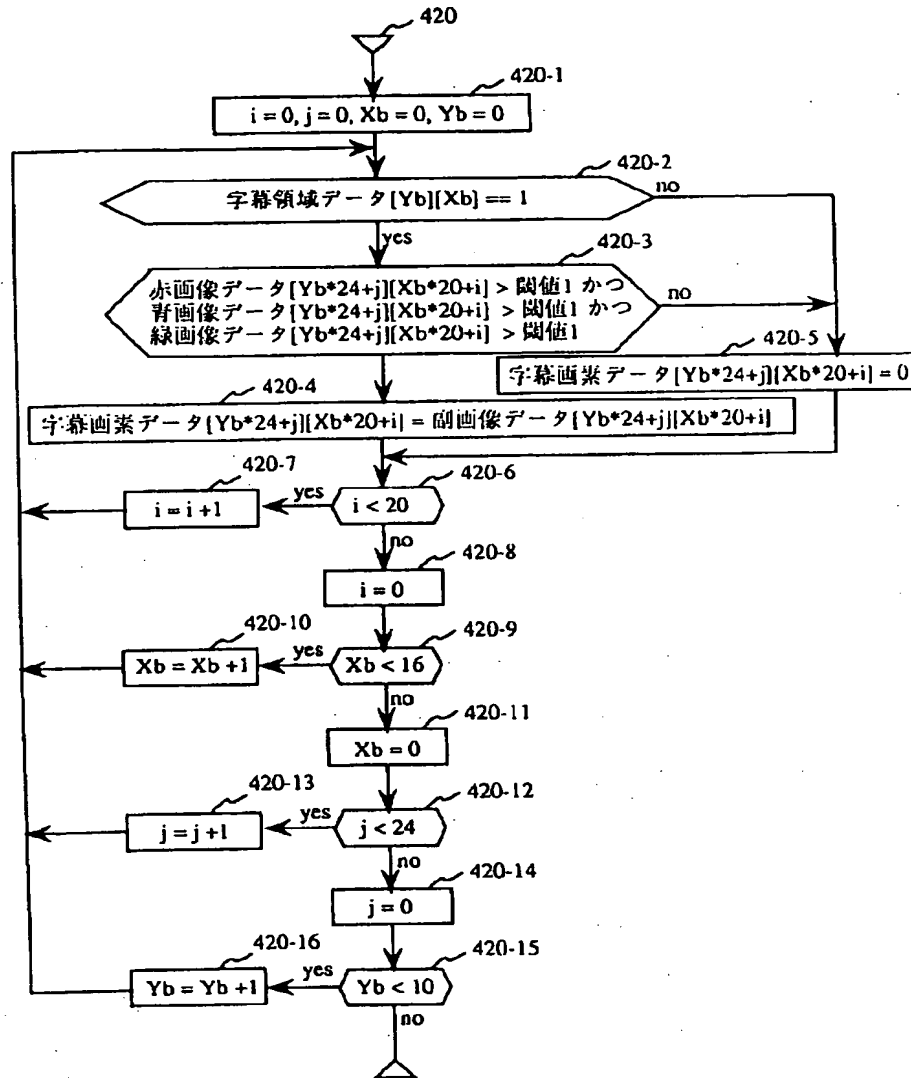 420
420-1
i = 0, j = 0, Xb = 0, Yb = 0
420-2
字幕領域データ[Yb][Xb] == 1
no
yes
420-3
赤画像データ[Yb*24+j][Xb*20+i] > 閾値1 かつ
青画像データ[Yb*24+j][Xb*20+i] > 閾値1 かつ
緑画像データ[Yb*24+j][Xb*20+i] > 閾値1
no
420-5
字幕画素データ[Yb*24+j][Xb*20+i] = 0
420-4
字幕画素データ[Yb*24+j][Xb*20+i] = 副画像データ[Yb*24+j][Xb*20+i]
420-7
420-6
i = i +1
yes
i < 20
no
420-8
i = 0
420-10
420-9
Xb = Xb +1
yes
Xb < 16
no
420-11
Xb = 0
420-13
420-12
j = j +1
yes
j < 24
no
420-14
j = 0
420-16
420-15
Yb = Yb +1
yes
Yb < 10
no